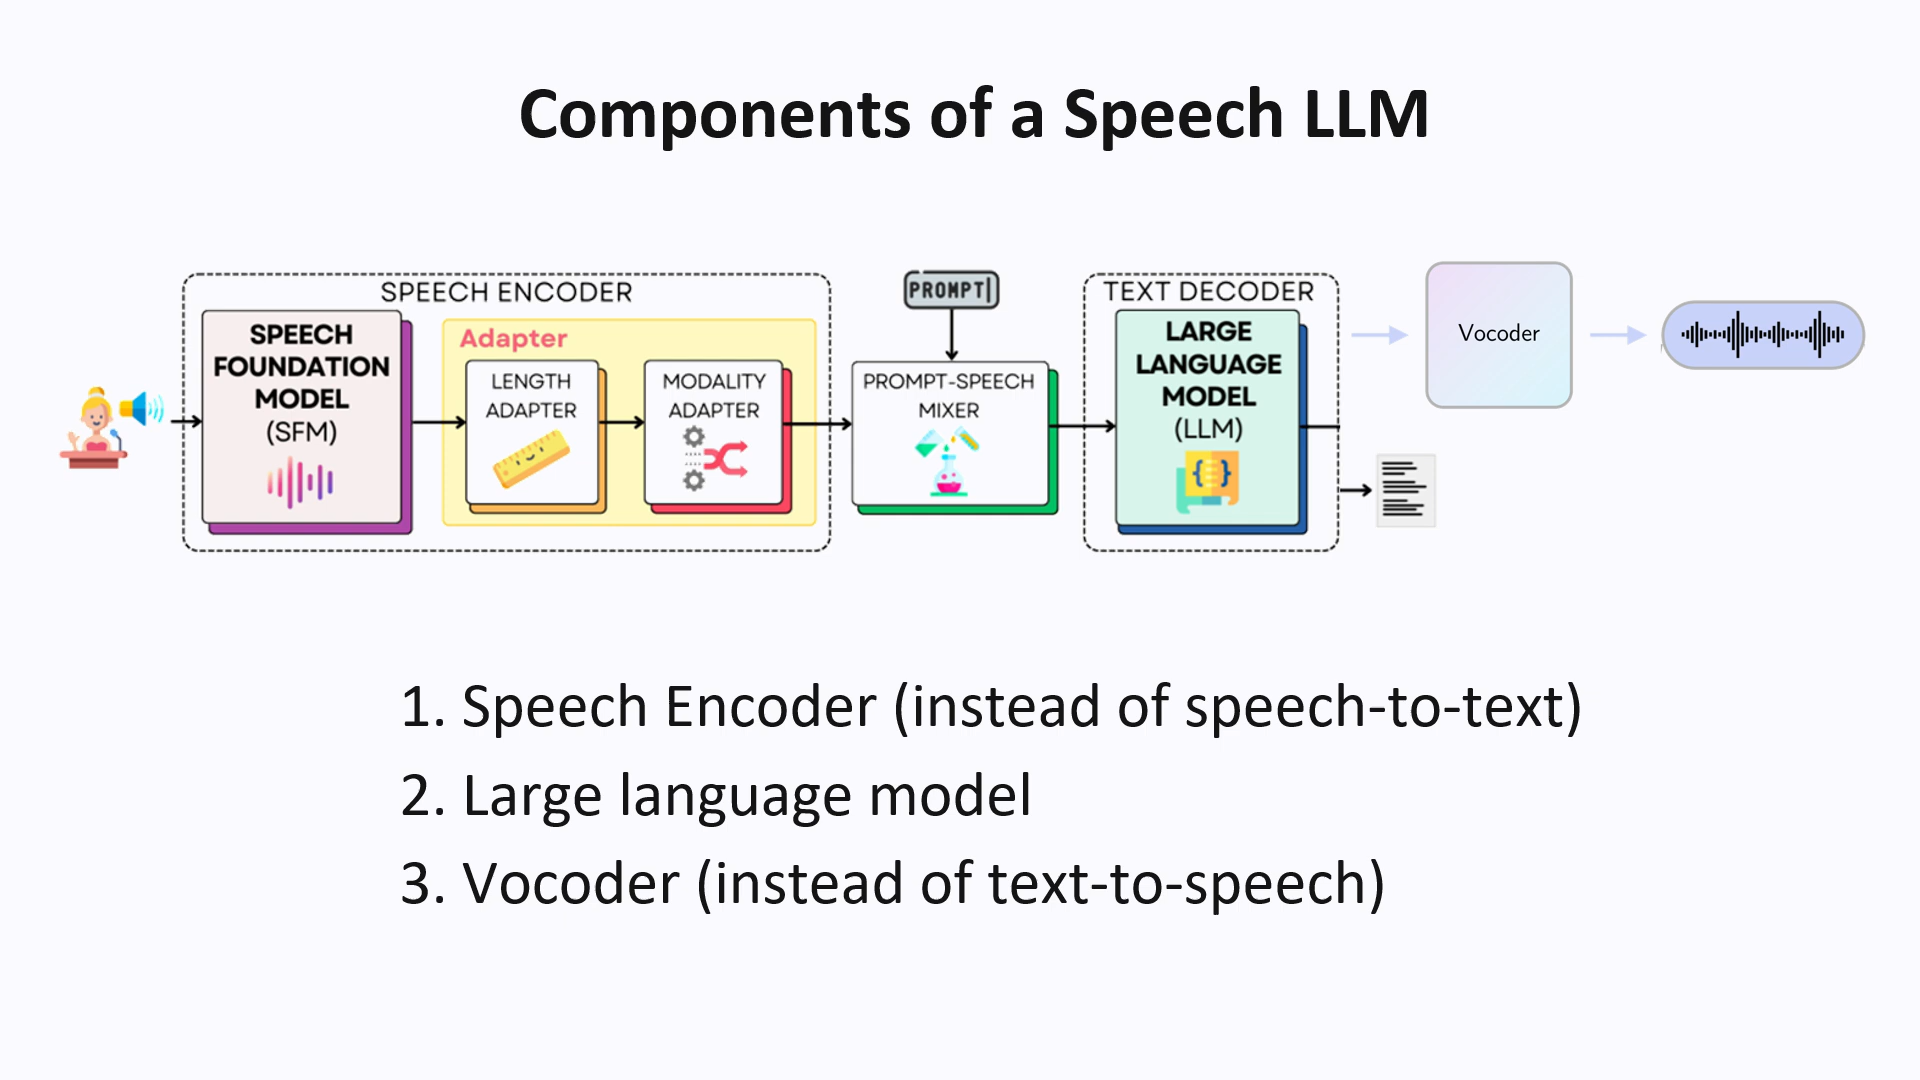 Components of a Speech LLM
SPEECH ENCODER
SPEECH
FOUNDATION
MODEL
(SFM)
Adapter
LENGTH
ADAPTER
MODALITY
ADAPTER
PROMPT
PROMPT-SPEECH
MIXER
TEXT DECODER
LARGE
LANGUAGE
MODEL
(LLM)
{}
Vocoder
1. Speech Encoder (instead of speech-to-text)
2. Large language model
3. Vocoder (instead of text-to-speech)